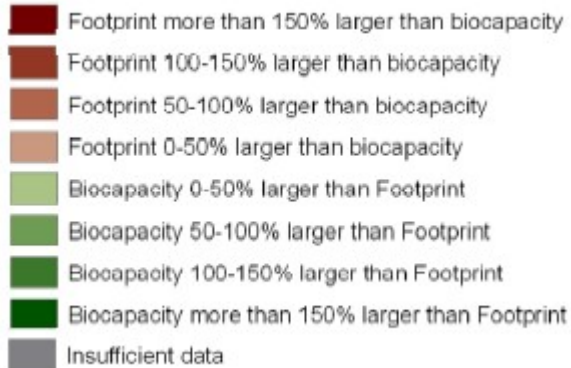 Footprint more than 150% larger than biocapacity
Footprint 100-150% larger than biocapacity
Footprint 50-100% larger than biocapacity
Footprint 0-50% larger than biocapacity
Biocapacity 0-50% larger than Footprint
Biocapacity 50-100% larger than Footprint
Biocapacity 100-150% larger than Footprint
Biocapacity more than 150% larger than Footprint
Insufficient data